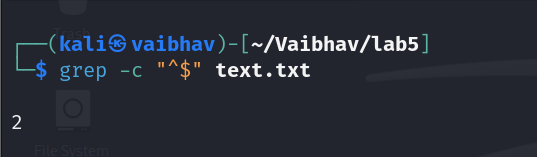 ┌──(kali㉿vaibhav)-[~/Vaibhav/lab5]
└─$ grep -c "^$" text.txt
2
File System